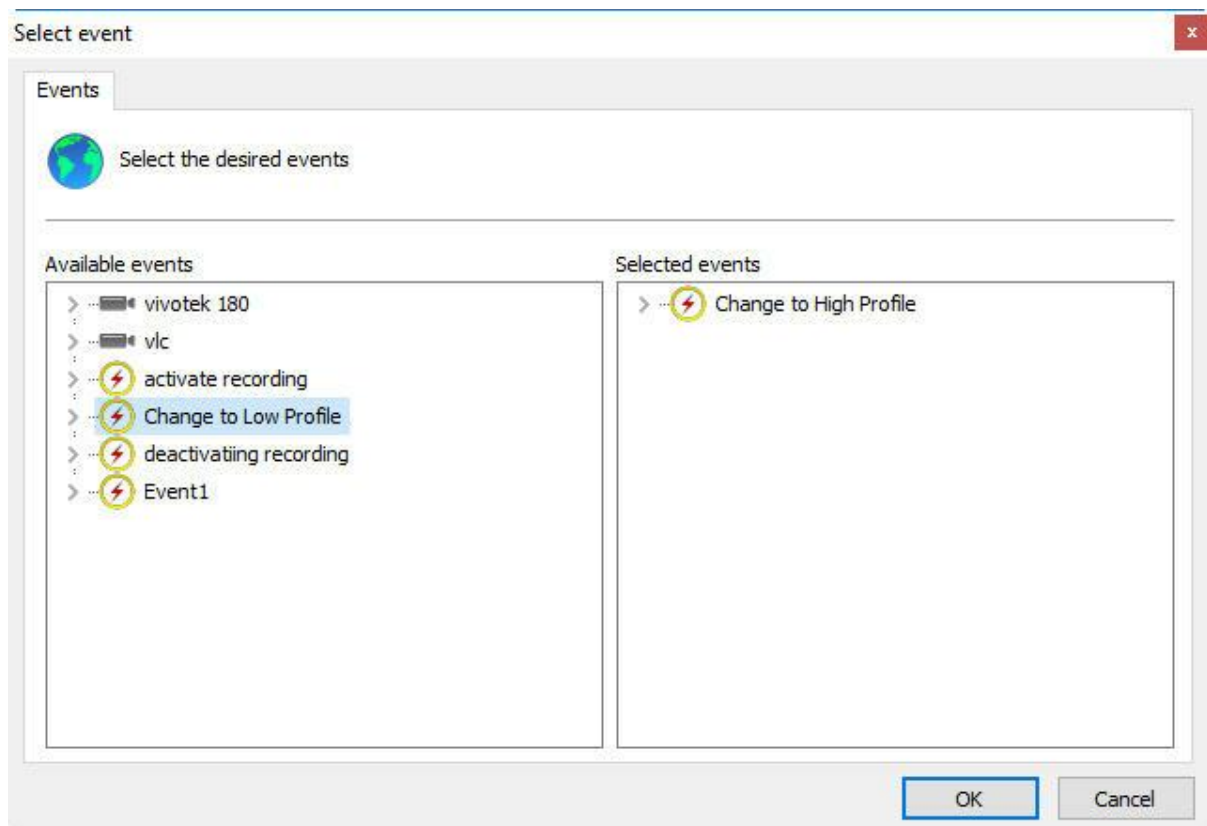 Select event
x
Events
Select the desired events
Available events
vivotek 180
vlc
activate recording
Change to Low Profile
deactivatiing recording
Event1
Selected events
Change to High Profile
OK
Cancel